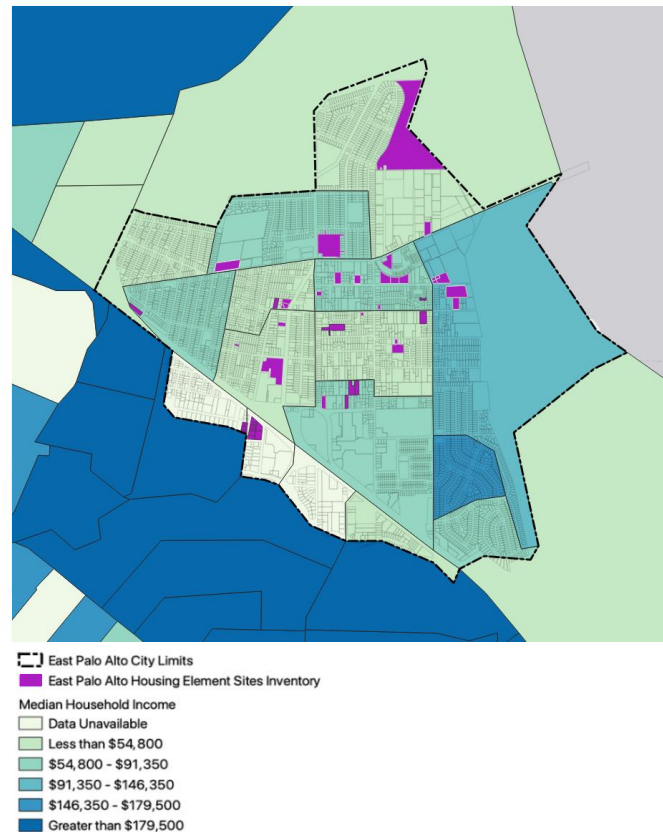 East Palo Alto City Limits
East Palo Alto Housing Element Sites Inventory
Median Household Income
Data Unavailable
Less than $54,800
$54,800 - $91,350
$91,350 - $146,350
$146,350 - $179,500
Greater than $179,500